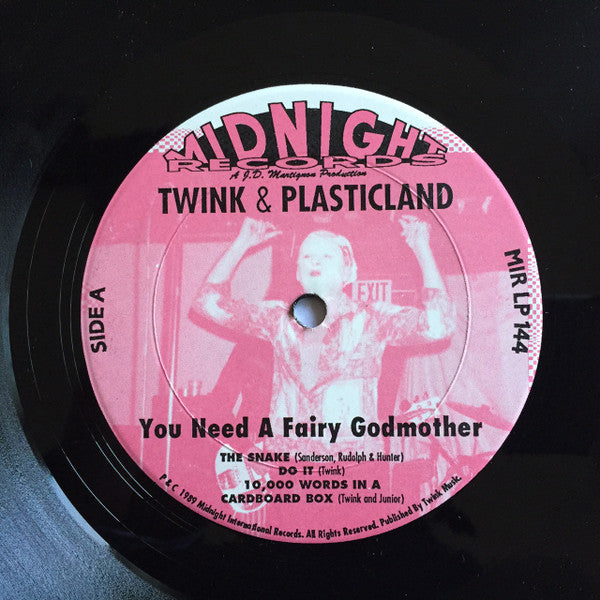 MIDNIGHT
RECORDS
A J.D. Martignon Production
TWINK & PLASTICLAND
EXIT
SIDE A
MIR LP 144
You Need A Fairy Godmother
THE SNAKE (Sanderson, Rudolph & Hunter)
DO IT (Twink)
10,000 WORDS IN A
CARDBOARD BOX (Twink and Junior)
P & C 1989 Midnight International Records. All Rights Reserved. Published By Twink Music.